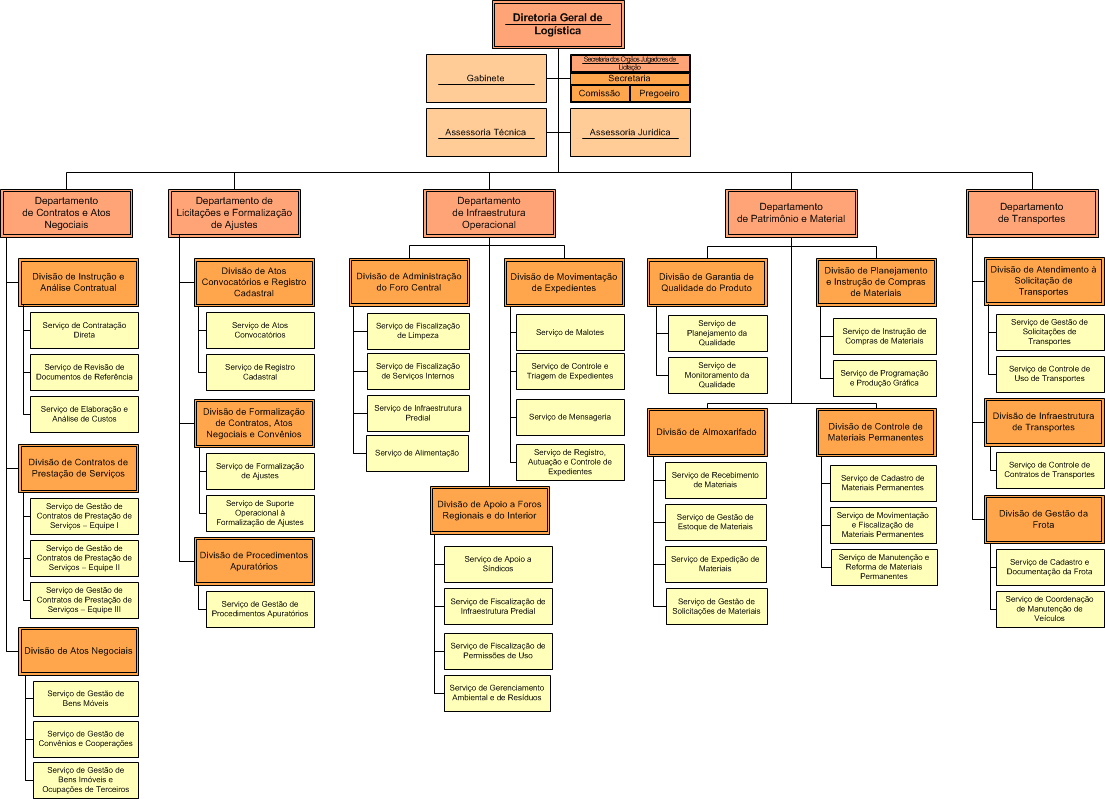 Diretoria Geral de
Logística
Gabinete
Secretaria dos Órgãos Julgadores de
Licitação
Secretaria
Comissão
Pregoeiro
Assessoria Técnica
Assessoria Jurídica
Departamento
de Contratos e Atos
Negociais
Divisão de Instrução e
Análise Contratual
Serviço de Contratação
Direta
Serviço de Revisão de
Documentos de Referência
Serviço de Elaboração e
Análise de Custos
Divisão de Contratos de
Prestação de Serviços
Serviço de Gestão de
Contratos de Prestação de
Serviços – Equipe I
Serviço de Gestão de
Contratos de Prestação de
Serviços – Equipe II
Serviço de Gestão de
Contratos de Prestação de
Serviços – Equipe III
Divisão de Atos Negociais
Serviço de Gestão de
Bens Móveis
Serviço de Gestão de
Convênios e Cooperações
Serviço de Gestão de
Bens Imóveis e
Ocupações de Terceiros
Departamento de
Licitações e Formalização
de Ajustes
Divisão de Atos
Convocatórios e Registro
Cadastral
Serviço de Atos
Convocatórios
Serviço de Registro
Cadastral
Divisão de Formalização
de Contratos, Atos
Negociais e Convênios
Serviço de Formalização
de Ajustes
Serviço de Suporte
Operacional à
Formalização de Ajustes
Divisão de Procedimentos
Apuratórios
Serviço de Gestão de
Procedimentos Apuratórios
Departamento
de Infraestrutura
Operacional
Divisão de Administração
do Foro Central
Serviço de Fiscalização
de Limpeza
Serviço de Fiscalização
de Serviços Internos
Serviço de Infraestrutura
Predial
Serviço de Alimentação
Divisão de Movimentação
de Expedientes
Serviço de Malotes
Serviço de Controle e
Triagem de Expedientes
Serviço de Mensageria
Serviço de Registro,
Autuação e Controle de
Expedientes
Divisão de Apoio a Foros
Regionais e do Interior
Serviço de Apoio a
Síndicos
Serviço de Fiscalização de
Infraestrutura Predial
Serviço de Fiscalização de
Permissões de Uso
Serviço de Gerenciamento
Ambiental e de Resíduos
Departamento
de Patrimônio e Material
Divisão de Garantia de
Qualidade do Produto
Serviço de
Planejamento da
Qualidade
Serviço de
Monitoramento da
Qualidade
Divisão de Planejamento
e Instrução de Compras
de Materiais
Serviço de Instrução de
Compras de Materiais
Serviço de Programação
e Produção Gráfica
Divisão de Almoxarifado
Serviço de Recebimento
de Materiais
Serviço de Gestão de
Estoque de Materiais
Serviço de Expedição de
Materiais
Serviço de Gestão de
Solicitações de Materiais
Divisão de Controle de
Materiais Permanentes
Serviço de Cadastro de
Materiais Permanentes
Serviço de Movimentação
e Fiscalização de
Materiais Permanentes
Serviço de Manutenção e
Reforma de Materiais
Permanentes
Departamento
de Transportes
Divisão de Atendimento à
Solicitação de
Transportes
Serviço de Gestão de
Solicitações de
Transportes
Serviço de Controle de
Uso de Transportes
Divisão de Infraestrutura
de Transportes
Serviço de Controle de
Contratos de Transportes
Divisão de Gestão da
Frota
Serviço de Cadastro e
Documentação da Frota
Serviço de Coordenação
de Manutenção de
Veículos